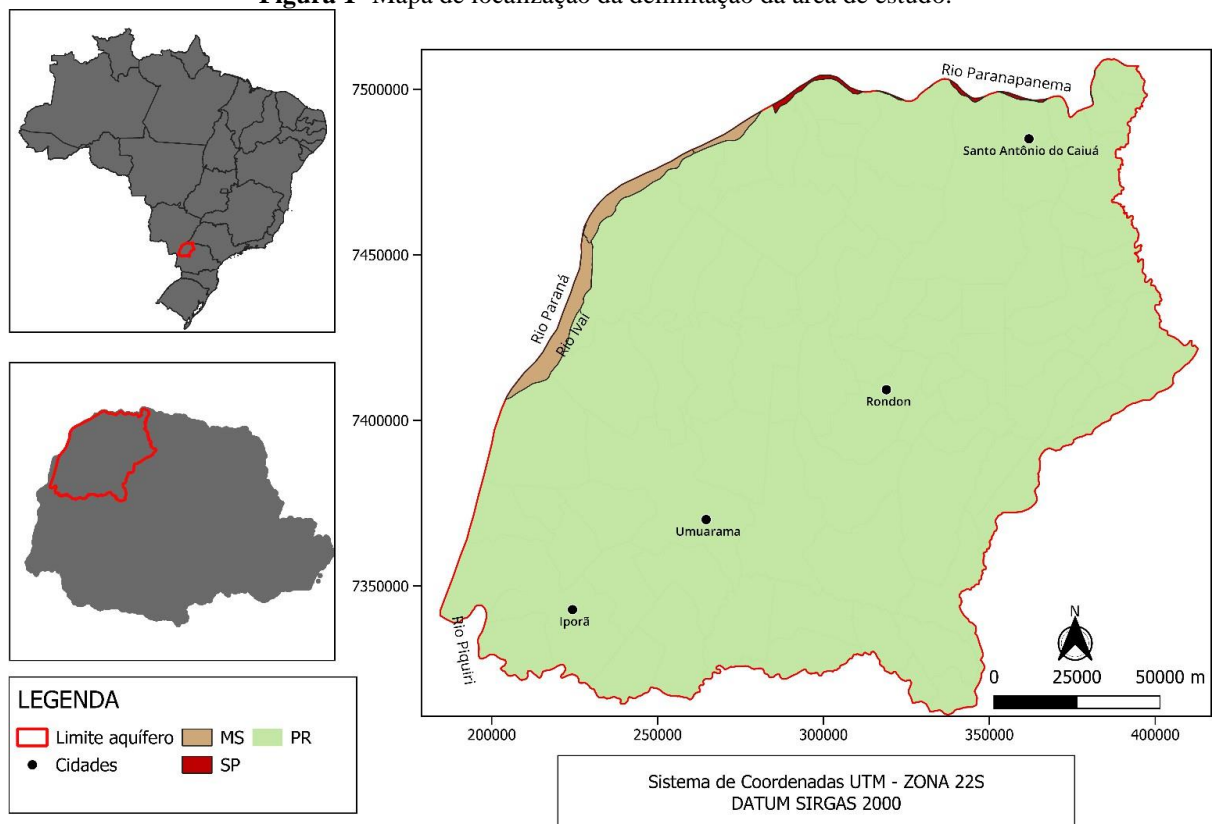 Figura 1- Mapa de localização da delimitação da área de estudo.
Rio Paranapanema
7500000
Santo Antônio do Caiuá
7450000
Rio Paraná
Rio Ivaí
Rondon
7400000
Umuarama
7350000
Iporã
Rio Piquiri
N
0 25000 50000 m
200000 250000 300000 350000 400000
LEGENDA
Limite aquífero MS PR
Cidades SP
Sistema de Coordenadas UTM - ZONA 22S
DATUM SIRGAS 2000